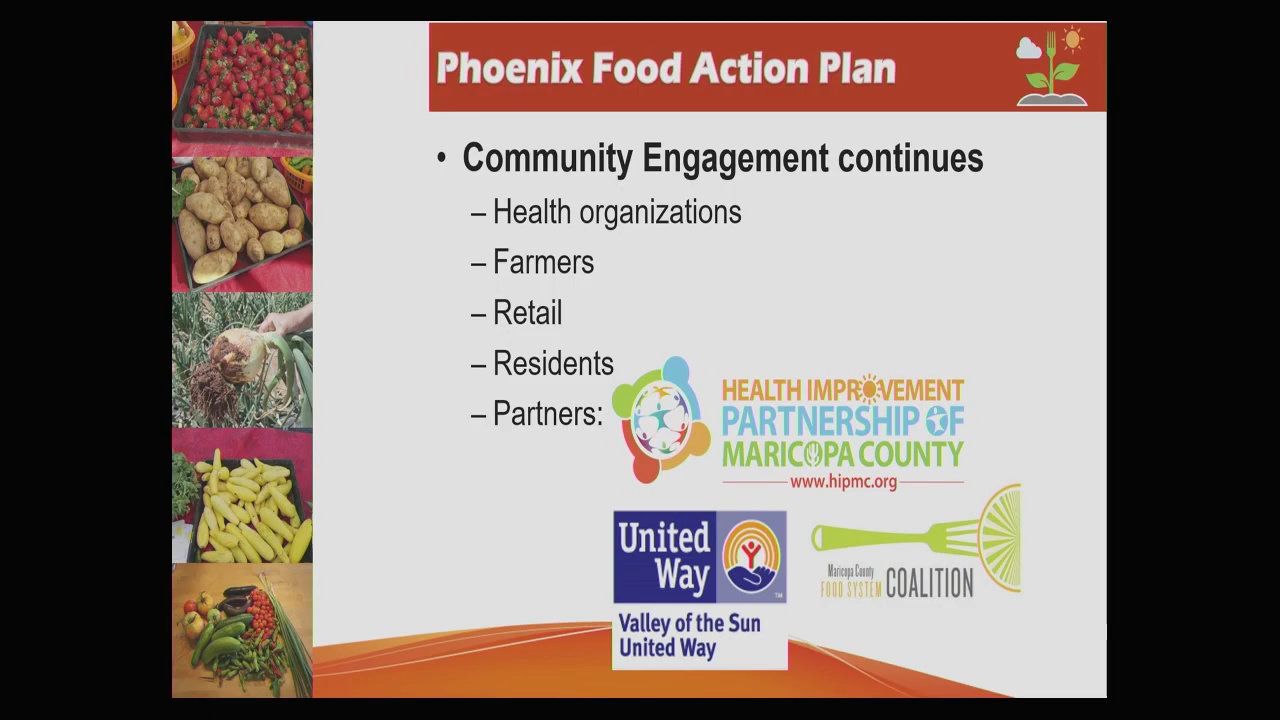 Phoenix Food Action Plan
• Community Engagement continues
– Health organizations
– Farmers
– Retail
– Residents
– Partners:
HEALTH IMPROVEMENT
PARTNERSHIP OF
MARICOPA COUNTY
www.hipmc.org
United
Way
TM
Valley of the Sun
United Way
Maricopa County
FOOD SYSTEM COALITION